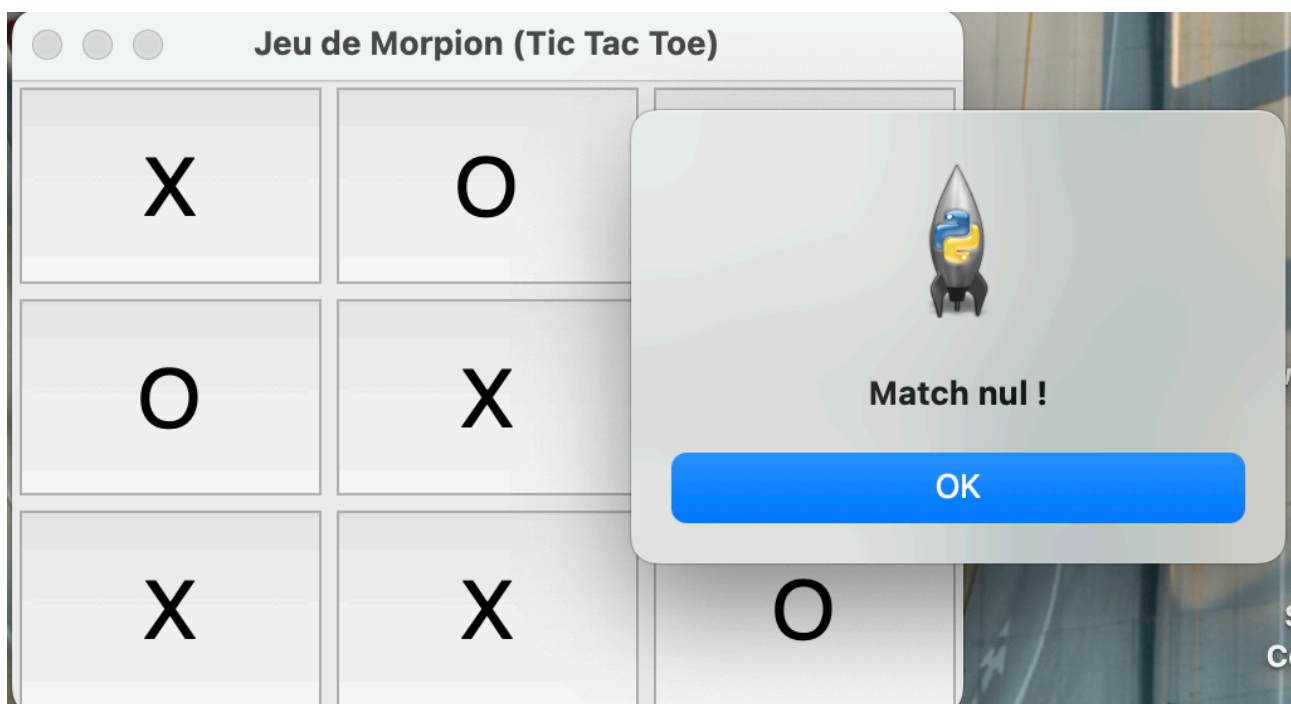 Jeu de Morpion (Tic Tac Toe)
X O
Match nul !
O X
OK
X X O